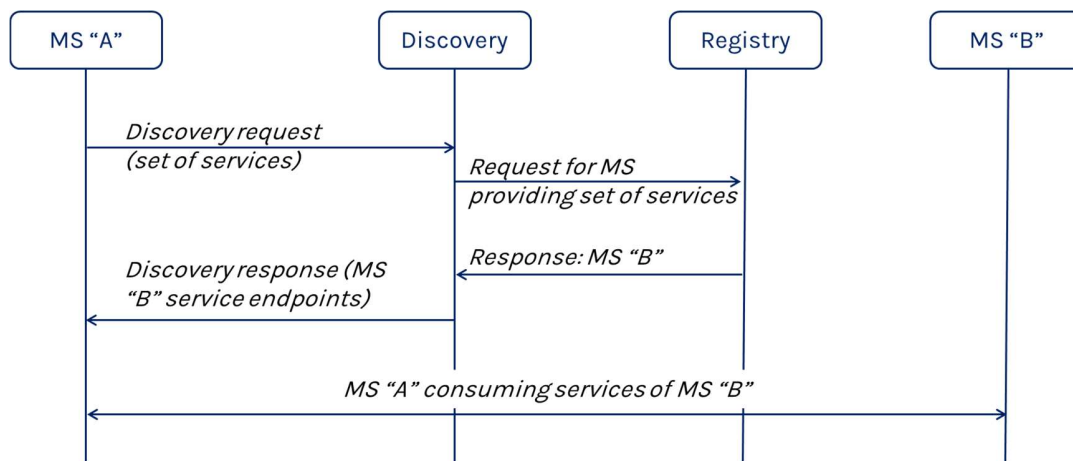 MS “A”
Discovery
Registry
MS “B”
Discovery request
(set of services)
Request for MS
providing set of services
Response: MS “B”
Discovery response (MS
“B” service endpoints)
MS “A” consuming services of MS “B”